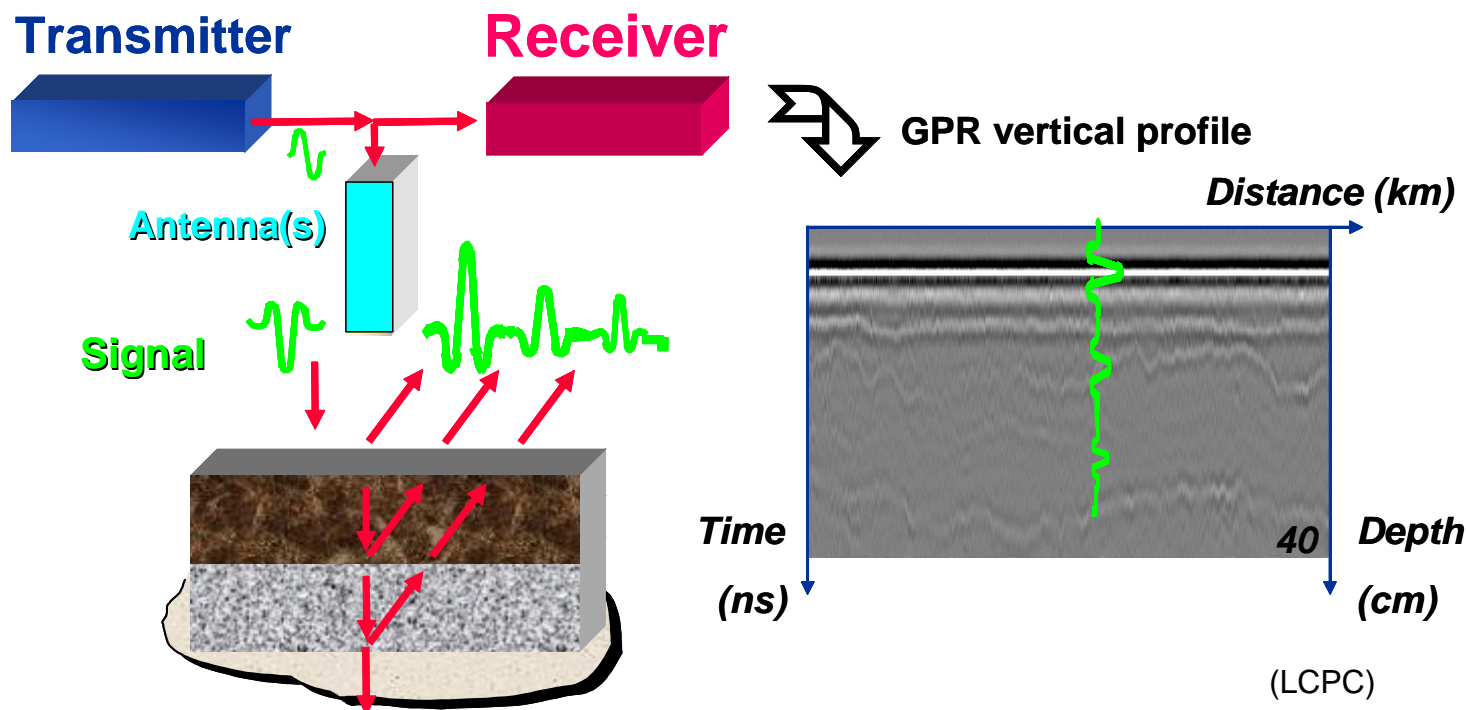 Transmitter
Receiver
GPR vertical profile
Distance (km)
Antenna(s)
Signal
Time
(ns)
40
Depth
(cm)
(LCPC)